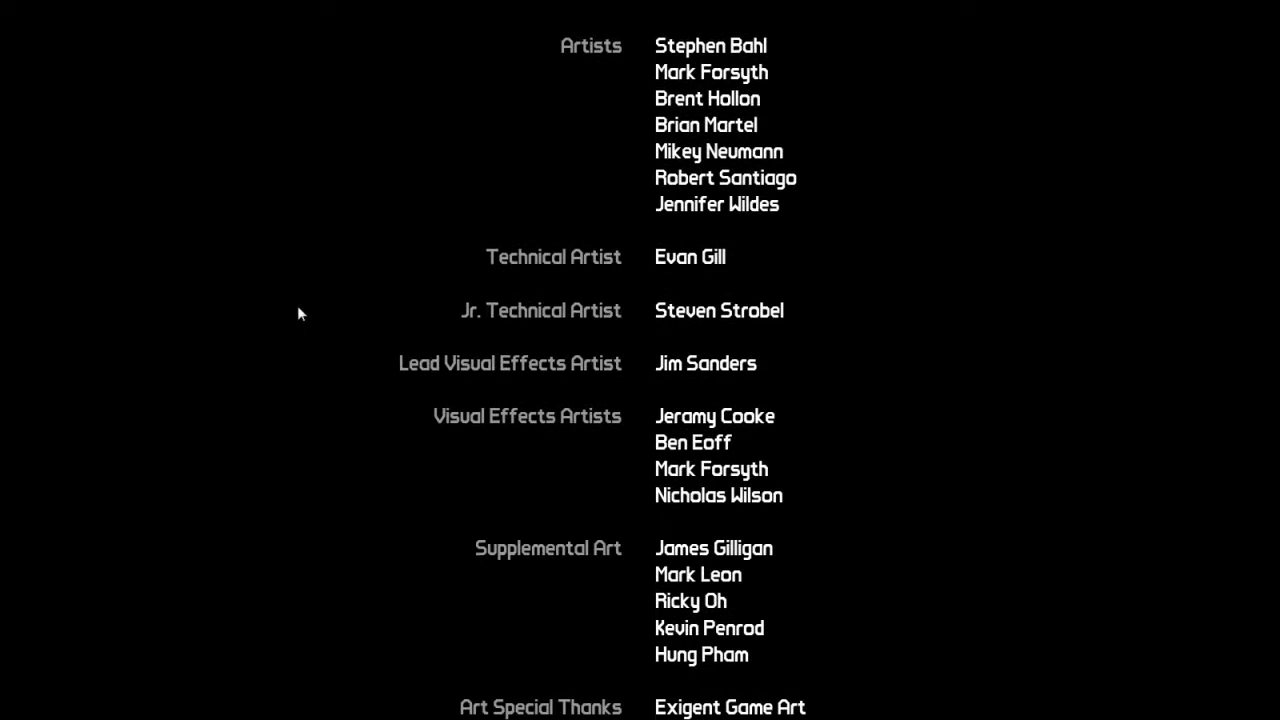 Artists Stephen Bahl
Mark Forsyth
Brent Hollon
Brian Martel
Mikey Neumann
Robert Santiago
Jennifer Wildes
Technical Artist Evan Gill
Jr. Technical Artist Steven Strobel
Lead Visual Effects Artist Jim Sanders
Visual Effects Artists Jeramy Cooke
Ben Eoff
Mark Forsyth
Nicholas Wilson
Supplemental Art James Gilligan
Mark Leon
Ricky Oh
Kevin Penrod
Hung Pham
Art Special Thanks Exigent Game Art